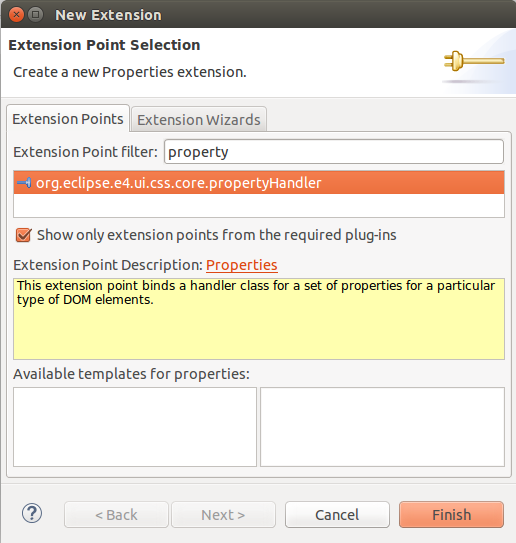 New Extension
Extension Point Selection
Create a new Properties extension.
Extension Points
Extension Wizards
Extension Point filter: property
org.eclipse.e4.ui.css.core.propertyHandler
Show only extension points from the required plug-ins
Extension Point Description: Properties
This extension point binds a handler class for a set of properties for a particular
type of DOM elements.
Available templates for properties:
?
< Back
Next >
Cancel
Finish